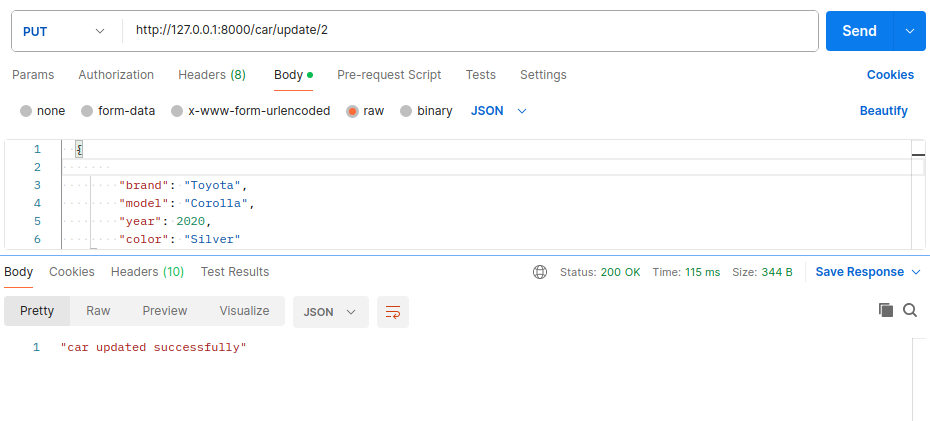 PUT http://127.0.0.1:8000/car/update/2 Send
Params Authorization Headers (8) Body Pre-request Script Tests Settings Cookies
none form-data x-www-form-urlencoded raw binary JSON Beautify
1 {
2
3 "brand": "Toyota",
4 "model": "Corolla",
5 "year": 2020,
6 "color": "Silver"
Body Cookies Headers (10) Test Results Status: 200 OK Time: 115 ms Size: 344 B Save Response
Pretty Raw Preview Visualize JSON
1 "car updated successfully"